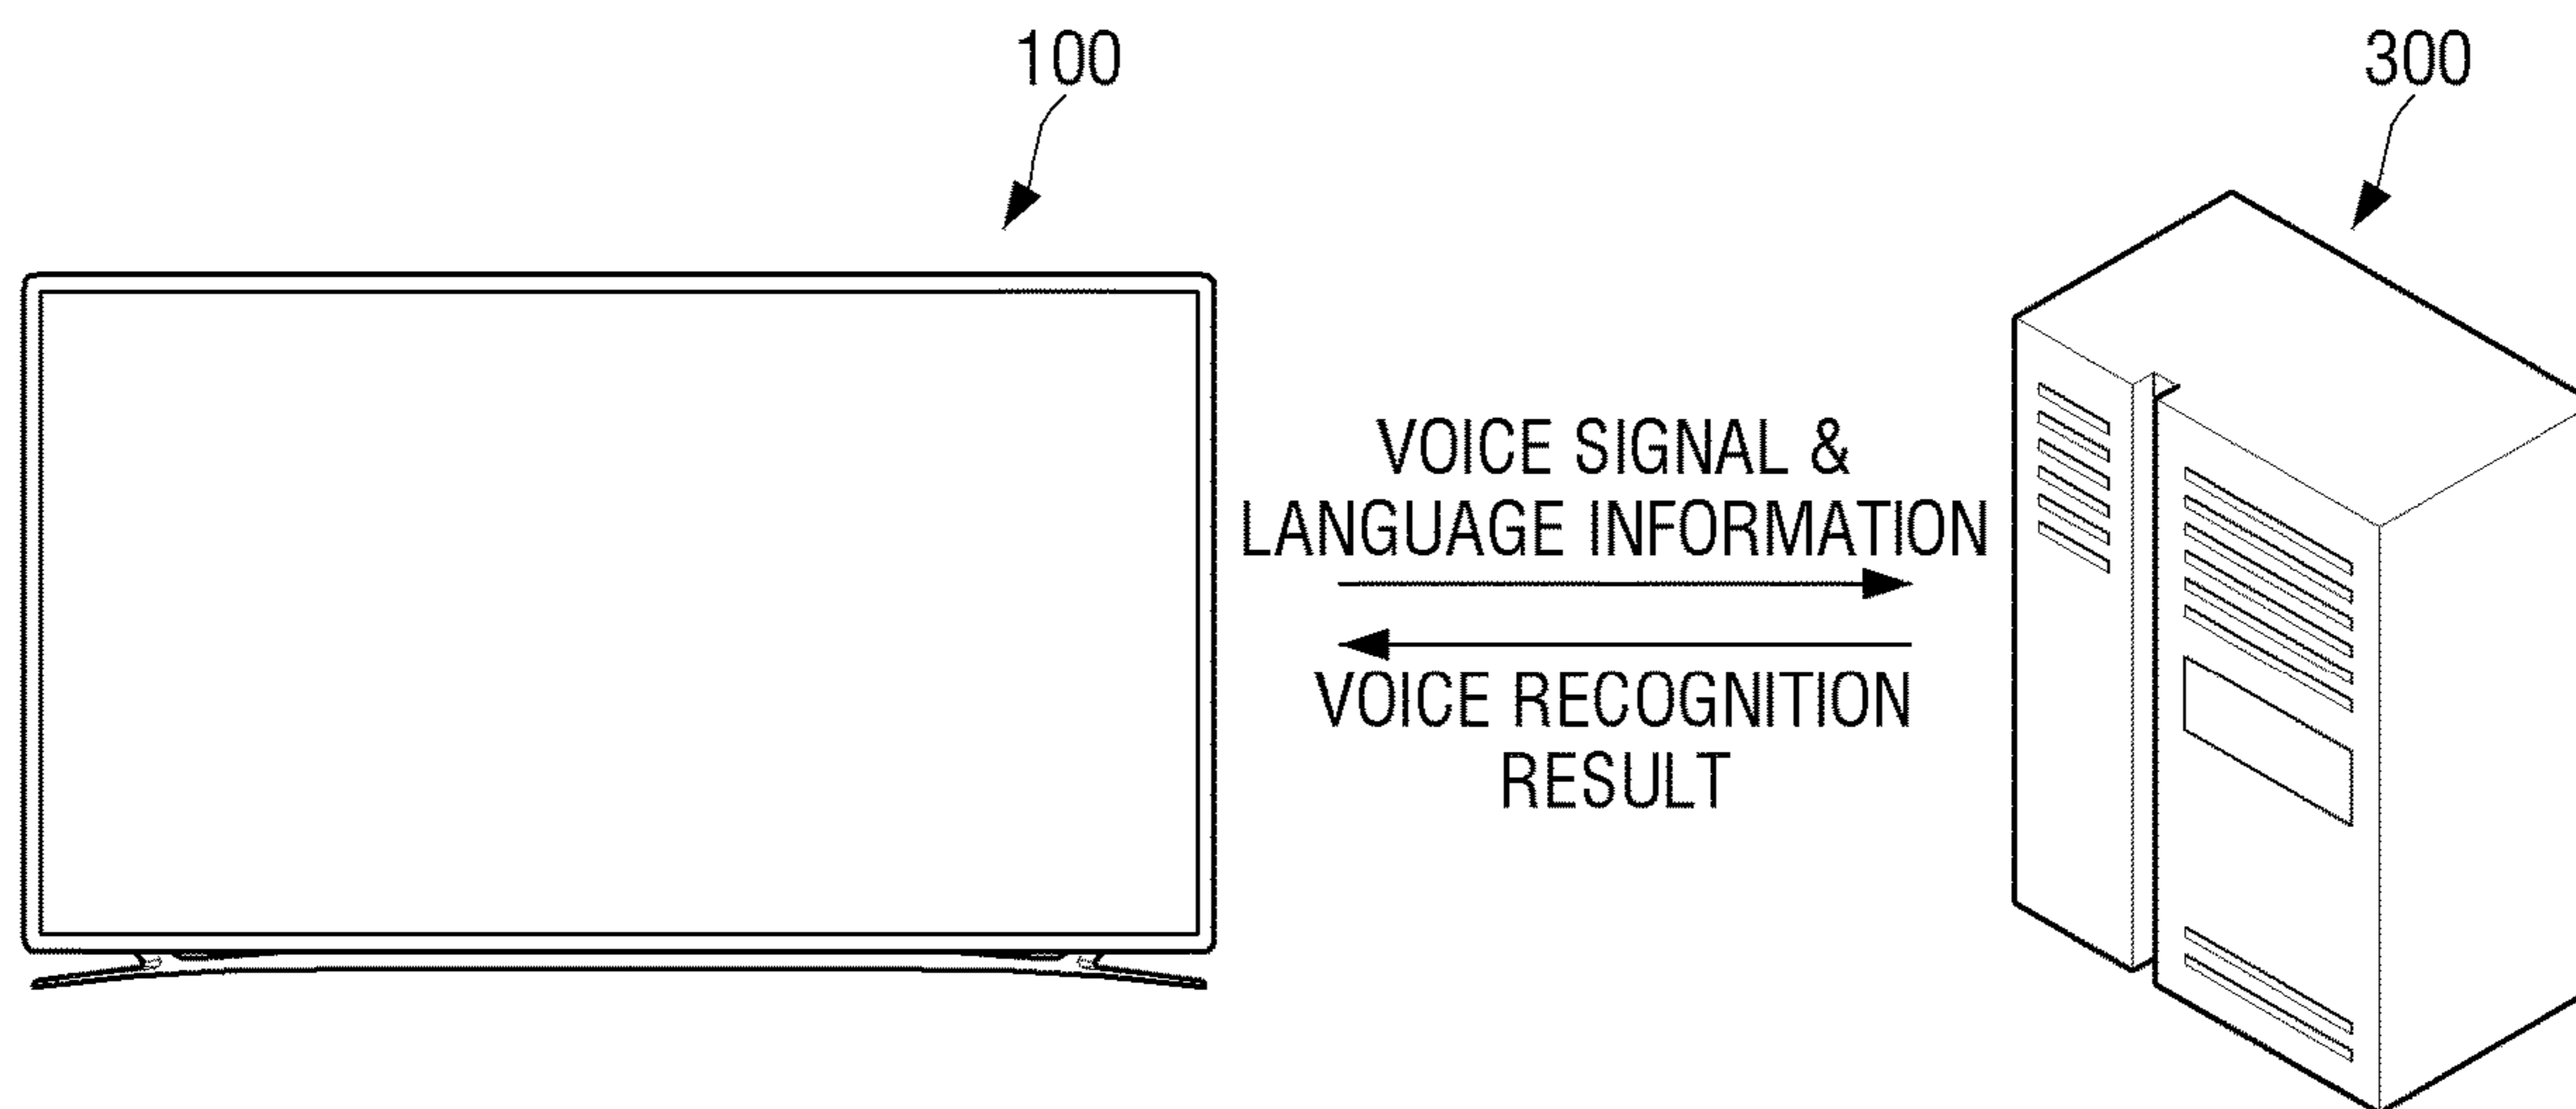 100
300
VOICE SIGNAL &
LANGUAGE INFORMATION
VOICE RECOGNITION
RESULT